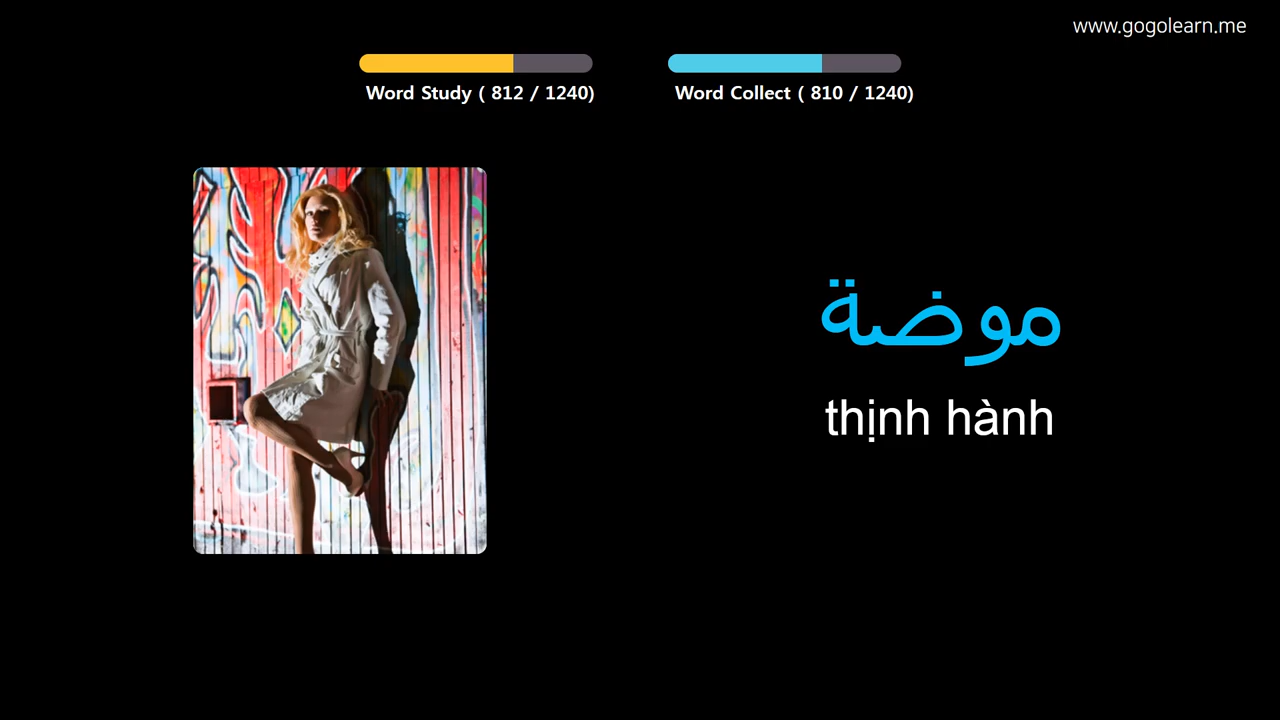 www.gogolearn.me
Word Study ( 812 / 1240)
Word Collect ( 810 / 1240)
موضة
thịnh hành